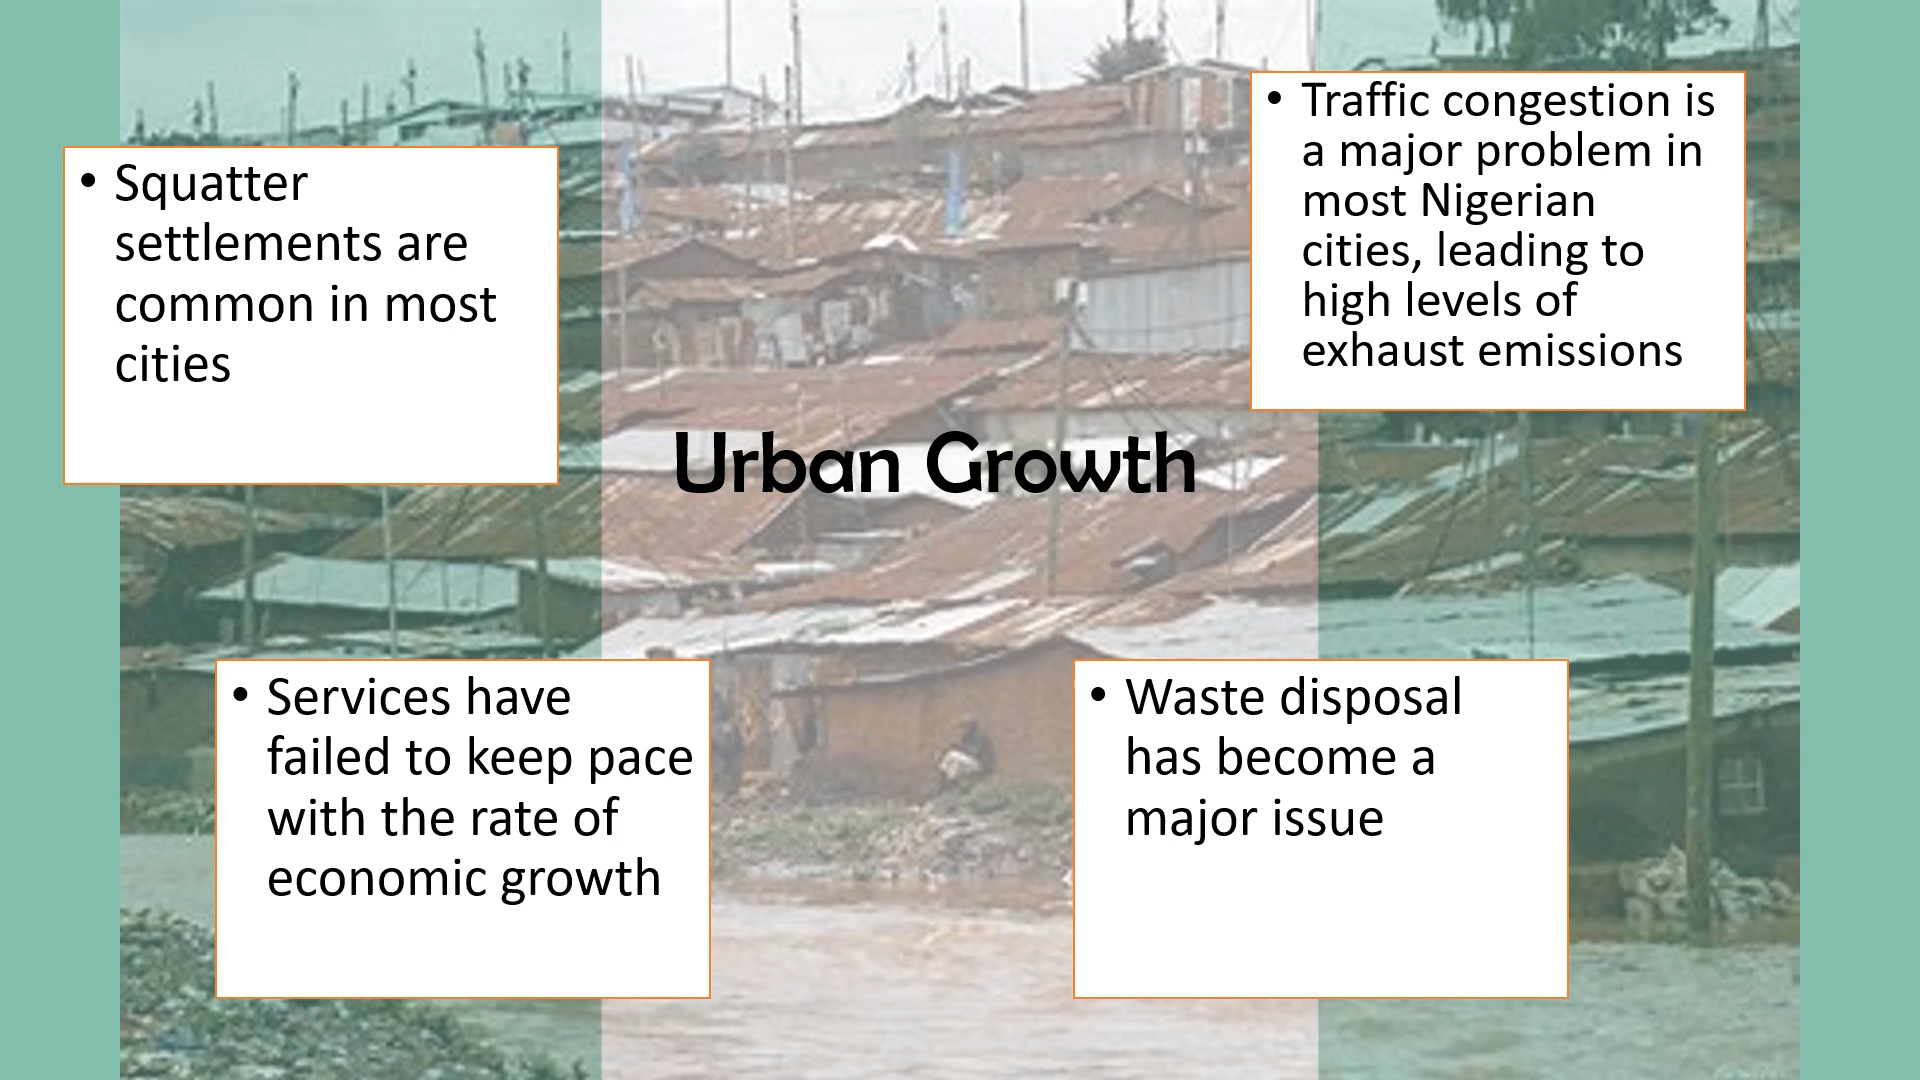 • Squatter
settlements are
common in most
cities
• Traffic congestion is
a major problem in
most Nigerian
cities, leading to
high levels of
exhaust emissions
Urban Growth
• Services have
failed to keep pace
with the rate of
economic growth
• Waste disposal
has become a
major issue